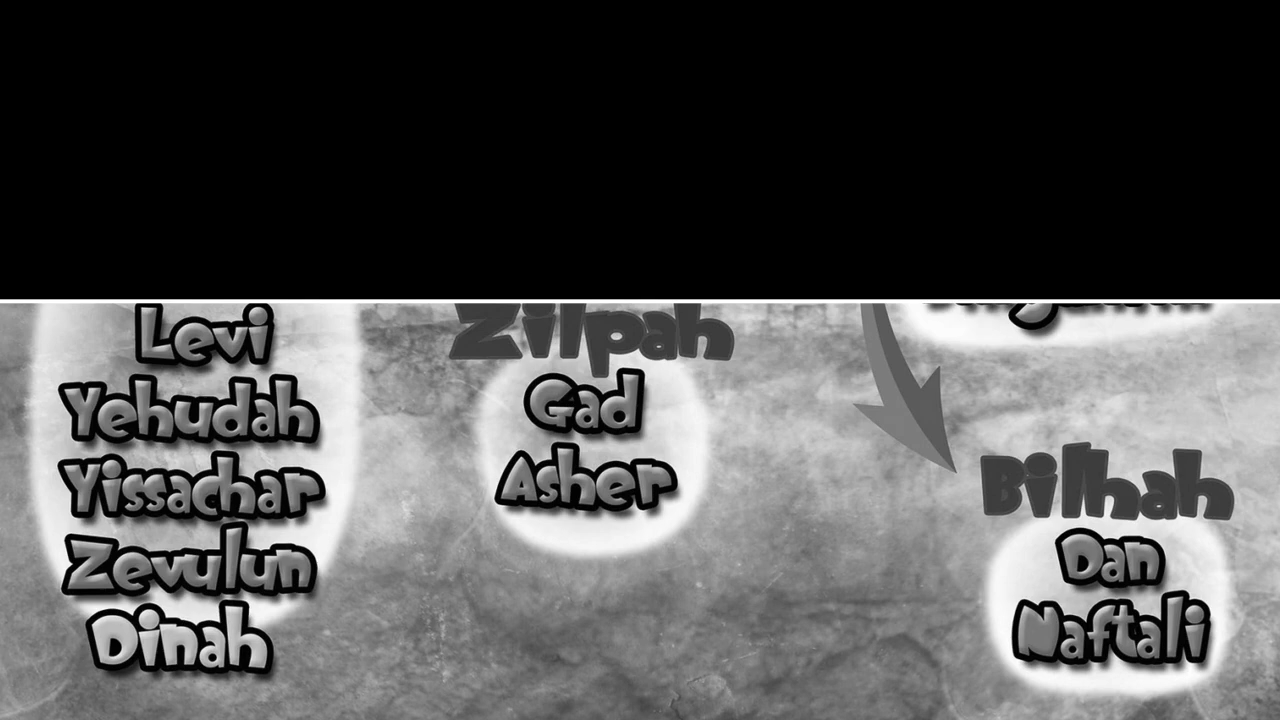 Levi
Yehudah
Yissachar
Zevulun
Dinah
Zilpah
Gad
Asher
Bilhah
Dan
Naftali